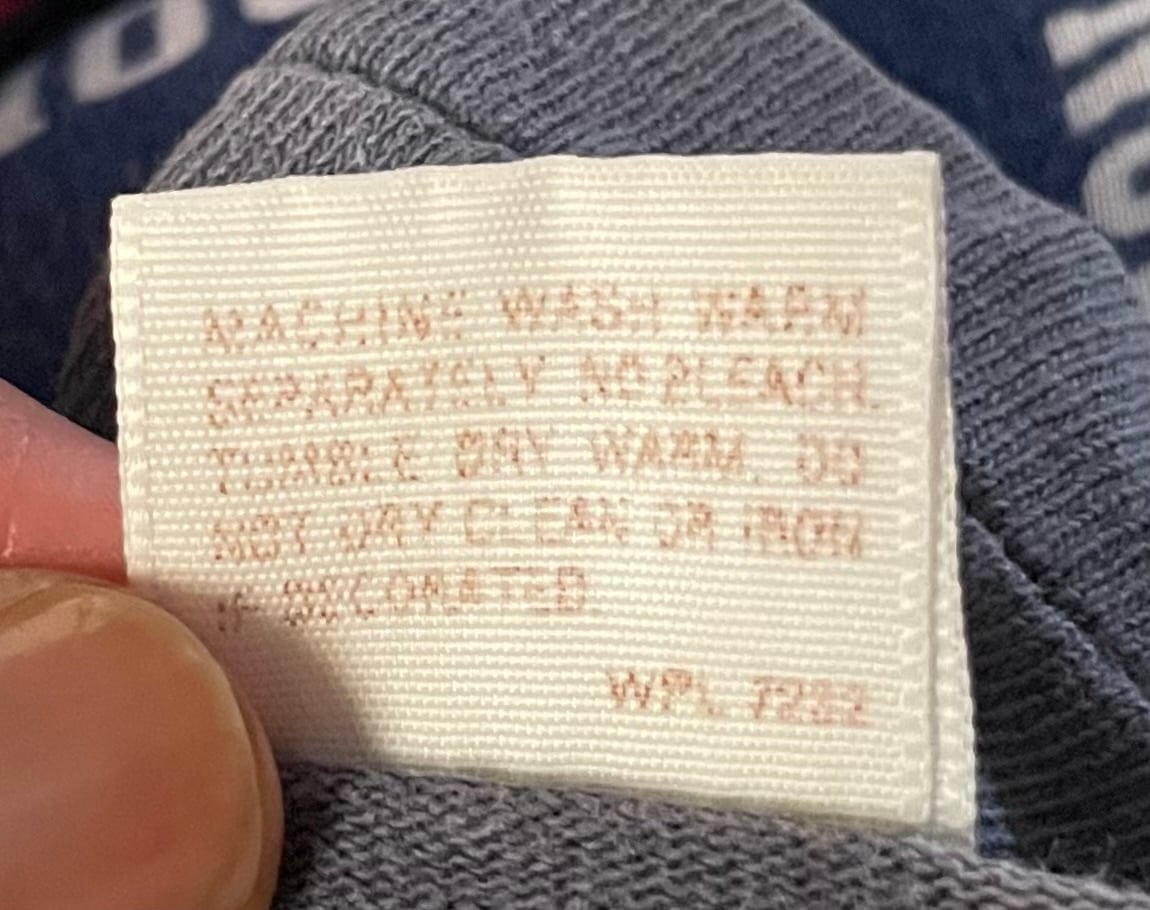 MACHINE WASH WARM
SEPARATELY NO BLEACH.
TUMBLE DRY WARM. DO
NOT DRY CLEAN OR IRON
IF DECORATED
WPL